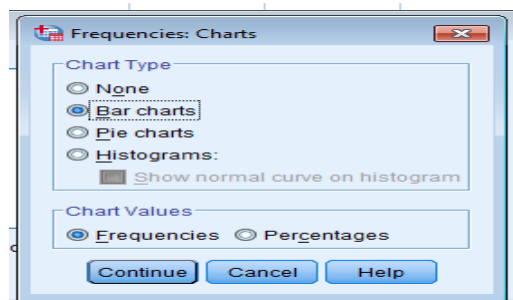 Frequencies: Charts
Chart Type
None
Bar charts
Pie charts
Histograms:
Show normal curve on histogram
Chart Values
Frequencies Percentages
Continue Cancel Help